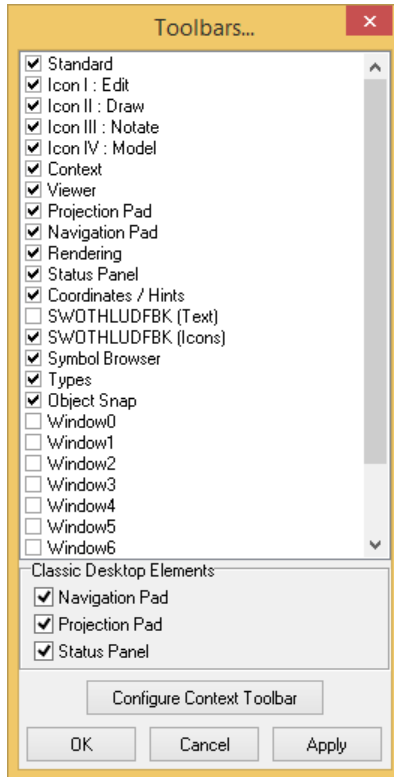 Toolbars...
Standard
Icon I : Edit
Icon II : Draw
Icon III : Notate
Icon IV : Model
Context
Viewer
Projection Pad
Navigation Pad
Rendering
Status Panel
Coordinates / Hints
SWOTHLUDFBK (Text)
SWOTHLUDFBK (Icons)
Symbol Browser
Types
Object Snap
Window0
Window1
Window2
Window3
Window4
Window5
Window6
Classic Desktop Elements
Navigation Pad
Projection Pad
Status Panel
Configure Context Toolbar
OK Cancel Apply